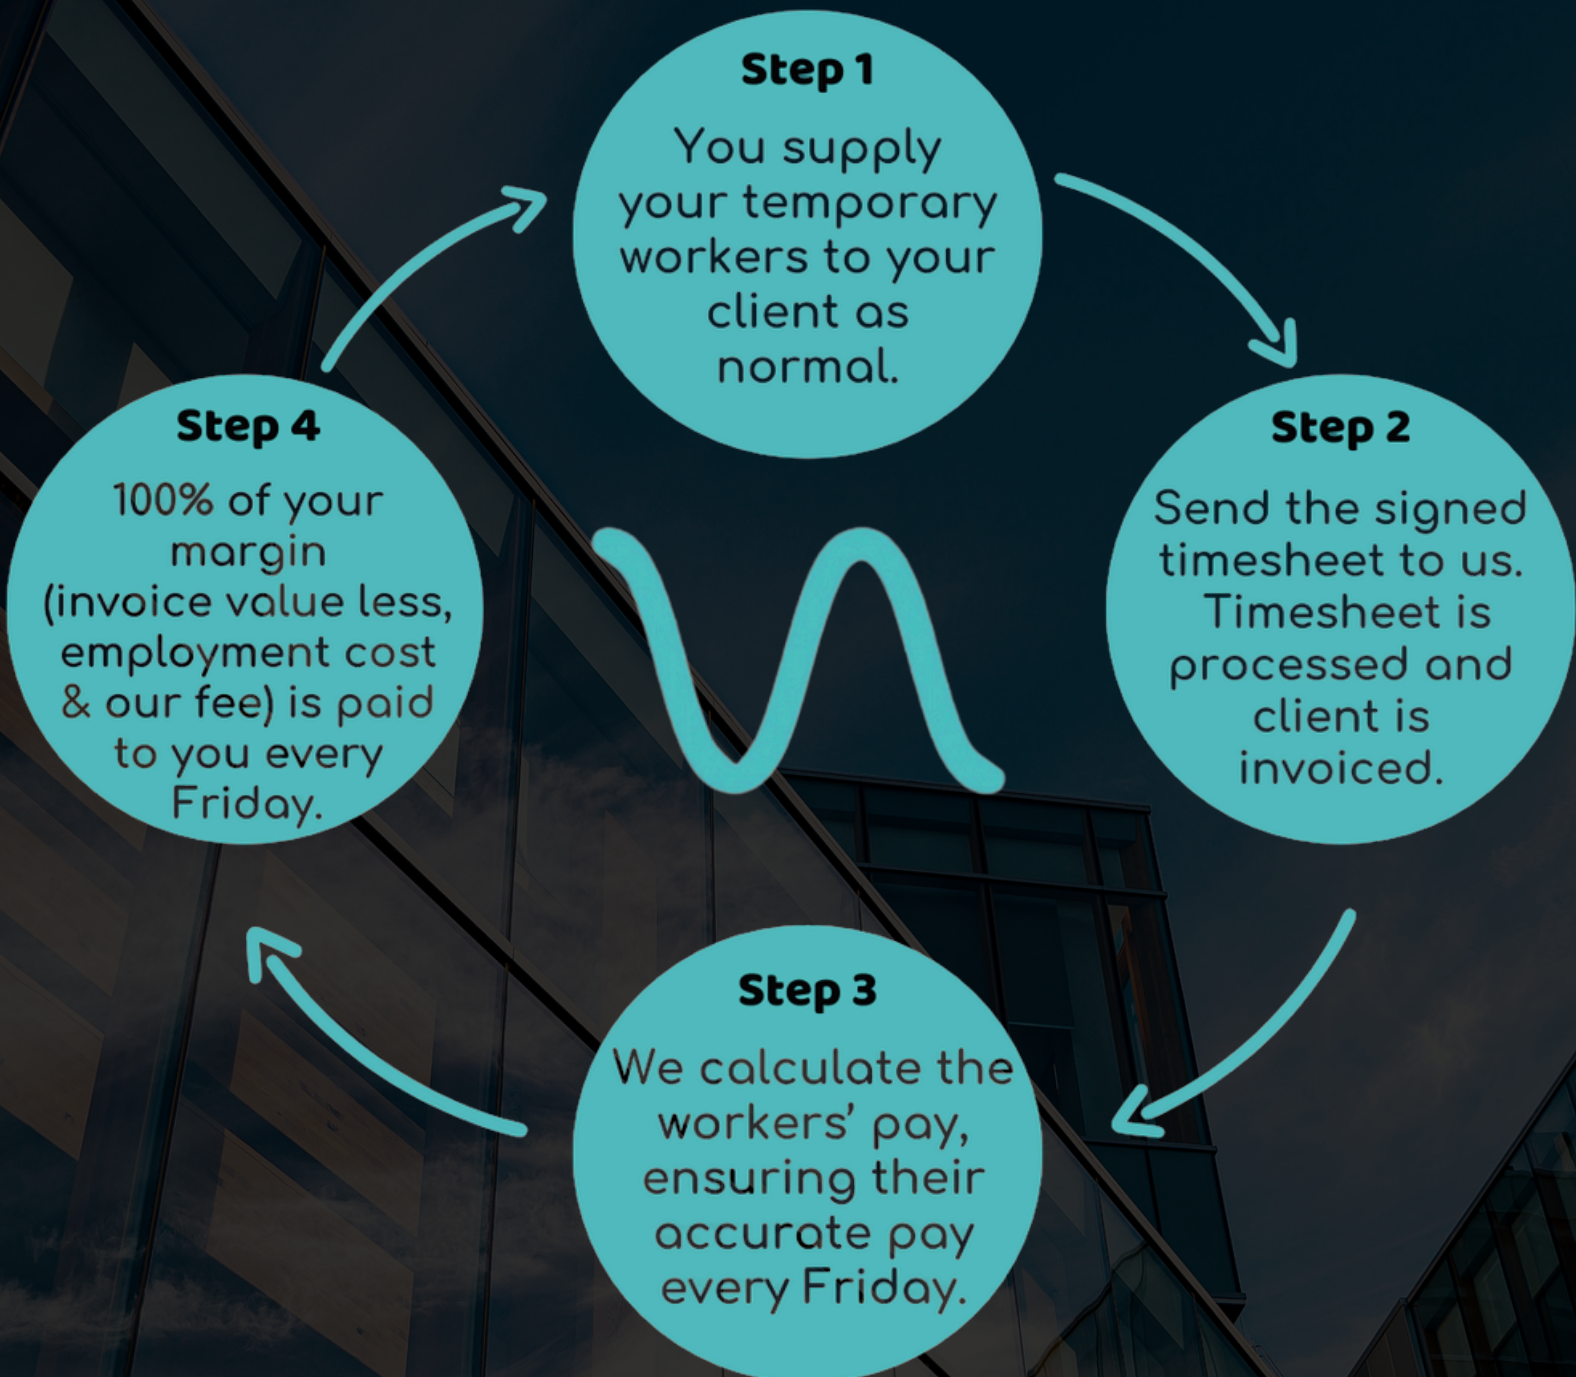 Step 1
You supply
your temporary
workers to your
client as
normal.
Step 2
Send the signed
timesheet to us.
Timesheet is
processed and
client is
invoiced.
Step 3
We calculate the
workers’ pay,
ensuring their
accurate pay
every Friday.
Step 4
100% of your
margin
(invoice value less,
employment cost
& our fee) is paid
to you every
Friday.